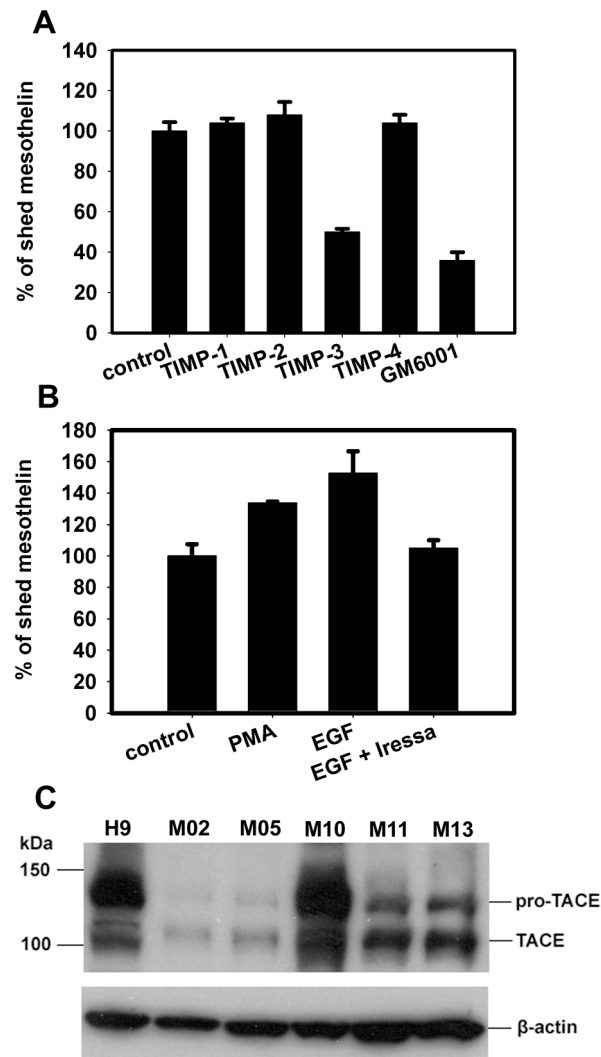 A
% of shed mesothelin
140
120
100
80
60
40
20
0
control
TIMP-1
TIMP-2
TIMP-3
TIMP-4
GM6001
B
% of shed mesothelin
180
160
140
120
100
80
60
40
20
0
control
PMA
EGF
EGF + Iressa
C
H9 M02 M05 M10 M11 M13
kDa
150
pro-TACE
100
TACE
β-actin